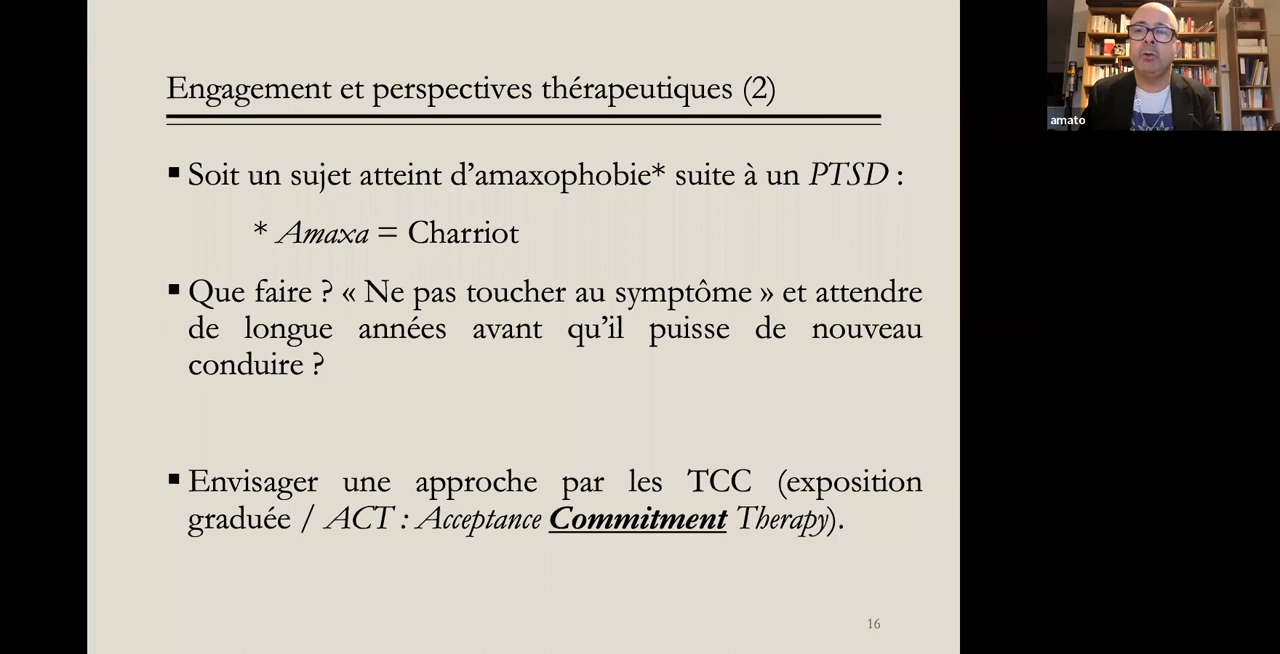 Engagement et perspectives thérapeutiques (2)
▪ Soit un sujet atteint d’amaxophobie* suite à un PTSD :
* Amaxa = Charriot
▪ Que faire ? « Ne pas toucher au symptôme » et attendre
de longue années avant qu’il puisse de nouveau
conduire ?
▪ Envisager une approche par les TCC (exposition
graduée / ACT : Acceptance Commitment Therapy).
16
amato